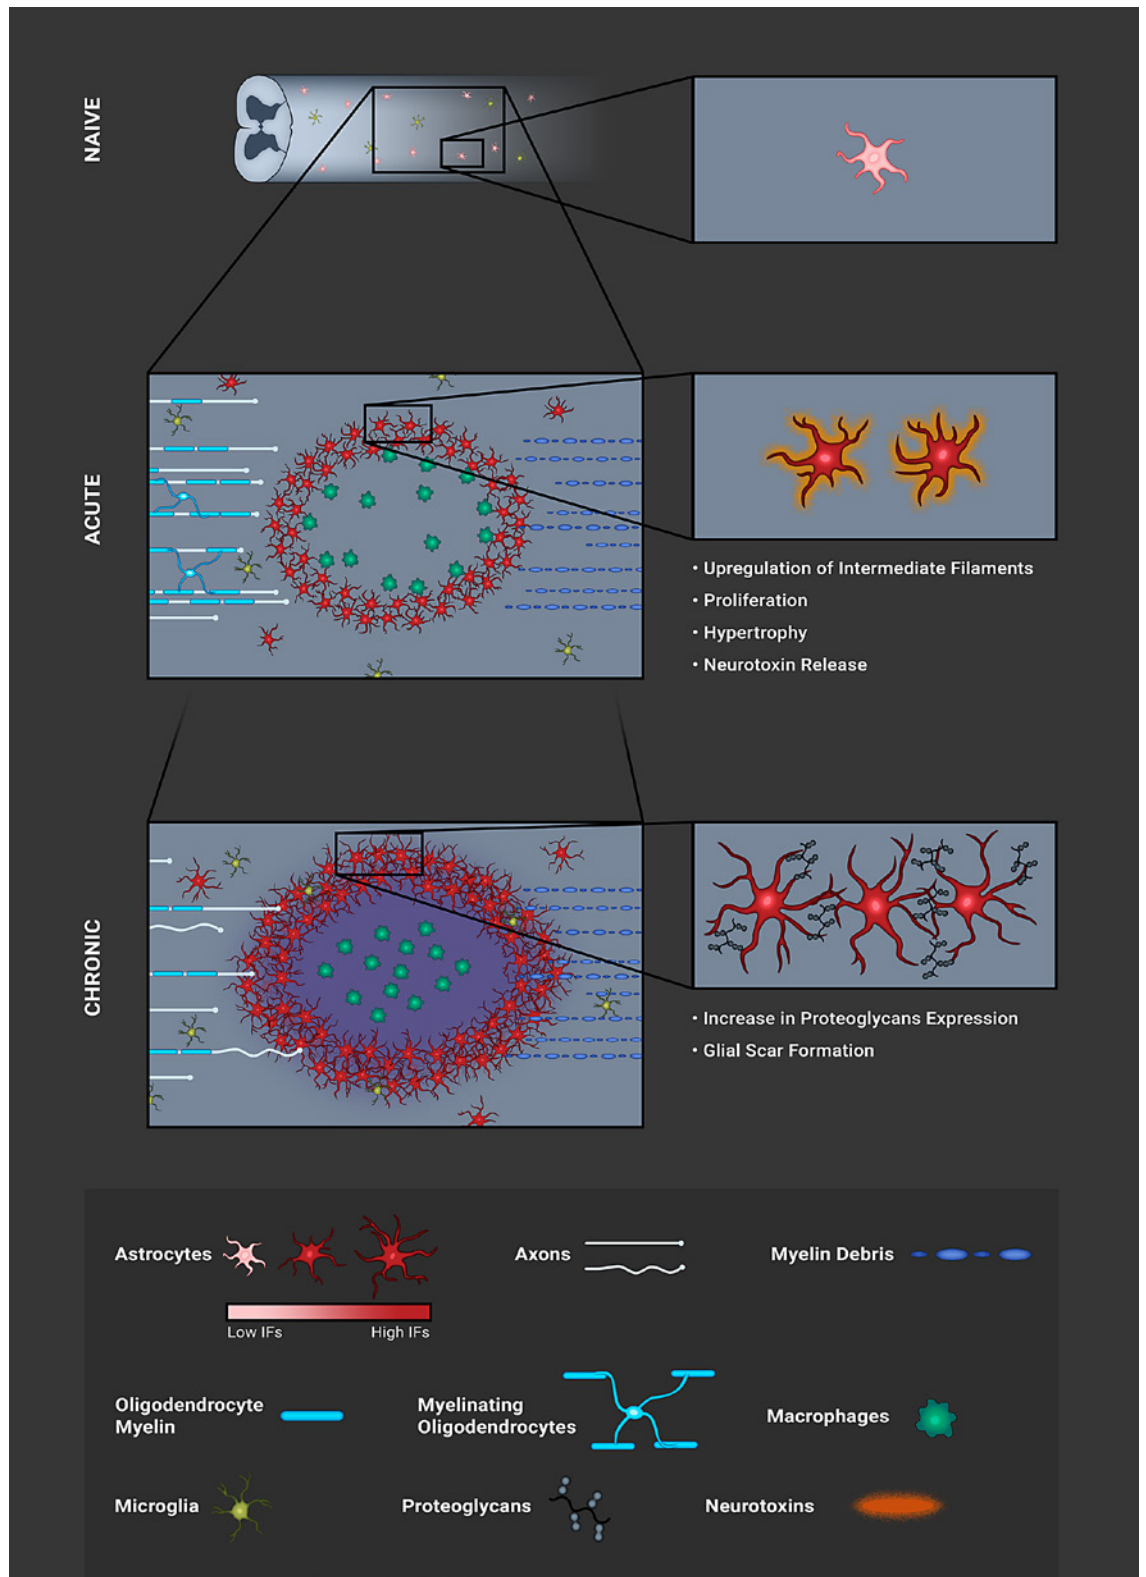 NAIVE
ACUTE
• Upregulation of Intermediate Filaments
• Proliferation
• Hypertrophy
• Neurotoxin Release
CHRONIC
• Increase in Proteoglycans Expression
• Glial Scar Formation
Astrocytes
Low IFs
High IFs
Axons
Myelin Debris
Oligodendrocyte
Myelin
Myelinating
Oligodendrocytes
Macrophages
Microglia
Proteoglycans
Neurotoxins